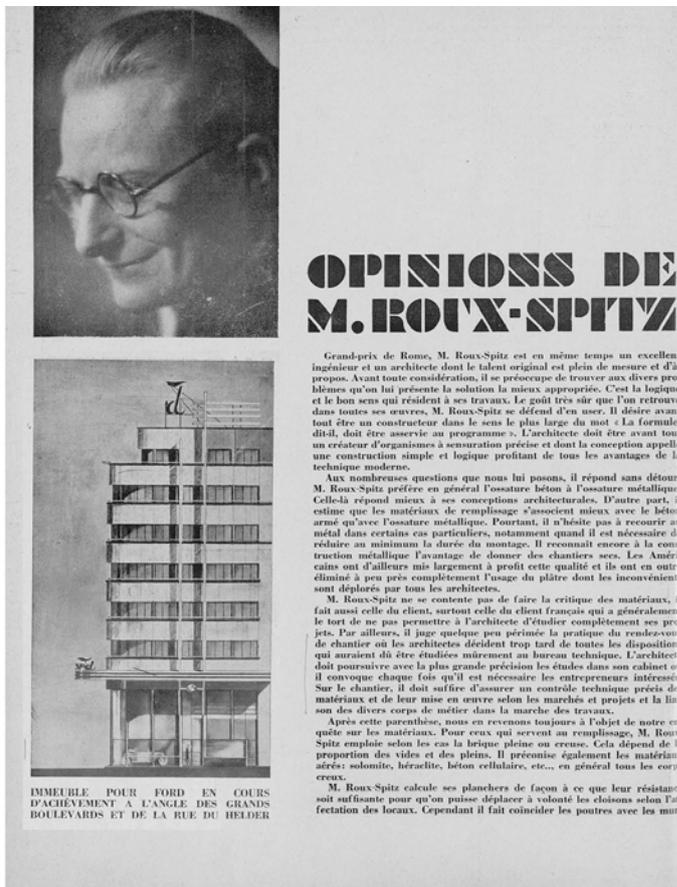 OPINIONS DE
M. ROUX-SPITZ
Grand-prix de Rome, M. Roux-Spitz est en même temps un excellen
ingénieur et un architecte dont le talent original est plein de mesure et d'à
propos. Avant toute considération, il se préoccupe de trouver aux divers pro
blèmes qu'on lui présente la solution la mieux appropriée. C'est la logique
et le bon sens qui résident à ses travaux. Le goût très sûr que l'on retrouve
dans toutes ses œuvres, M. Roux-Spitz se défend d'en user. Il désire avan
tout être un constructeur dans le sens le plus large du mot « La formule
dit-il, doit être asservie au programme ». L'architecte doit être avant tou
un créateur d'organismes à sensuration précise et dont la conception appell
une construction simple et logique profitant de tous les avantages de l
technique moderne.
Aux nombreuses questions que nous lui posons, il répond sans détour
M. Roux-Spitz préfère en général l'ossature béton à l'ossature métallique
Celle-là répond mieux à ses conceptions architecturales. D'autre part, i
estime que les matériaux de remplissage s'associent mieux avec le béto
armé qu'avec l'ossature métallique. Pourtant, il n'hésite pas à recourir a
métal dans certains cas particuliers, notamment quand il est nécessaire d
réduire au minimum la durée du montage. Il reconnaît encore à la con
truction métallique l'avantage de donner des chantiers secs. Les Améri
cains ont d'ailleurs mis largement à profit cette qualité et ils ont en outr
éliminé à peu près complètement l'usage du plâtre dont les inconvénien
sont déplorés par tous les architectes.
M. Roux-Spitz ne se contente pas de faire la critique des matériaux, i
fait aussi celle du client, surtout celle du client français qui a généraleme
le tort de ne pas permettre à l'architecte d'étudier complètement ses pro
jets. Par ailleurs, il juge quelque peu périmée la pratique du rendez-vou
de chantier où les architectes décident trop tard de toutes les disposition
qui auraient dû être étudiées mûrement au bureau technique. L'architect
doit poursuivre avec la plus grande précision les études dans son cabinet o
il convoque chaque fois qu'il est nécessaire les entrepreneurs intéressé
Sur le chantier, il doit suffire d'assurer un contrôle technique précis de
matériaux et de leur mise en œuvre selon les marchés et projets et la lia
son des divers corps de métier dans la marche des travaux.
Après cette parenthèse, nous en revenons toujours à l'objet de notre en
quête sur les matériaux. Pour ceux qui servent au remplissage, M. Roux
Spitz emploie selon les cas la brique pleine ou creuse. Cela dépend de l
proportion des vides et des pleins. Il préconise également les matériau
aérés: solomite, héraclite, béton cellulaire, etc.., en général tous les corp
creux.
M. Roux-Spitz calcule ses planchers de façon à ce que leur résistanc
soit suffisante pour qu'on puisse déplacer à volonté les cloisons selon l'af
fectation des locaux. Cependant il fait coïncider les poutres avec les mur
IMMEUBLE POUR FORD EN COURS
D'ACHÈVEMENT A L'ANGLE DES GRANDS
BOULEVARDS ET DE LA RUE DU HELDER